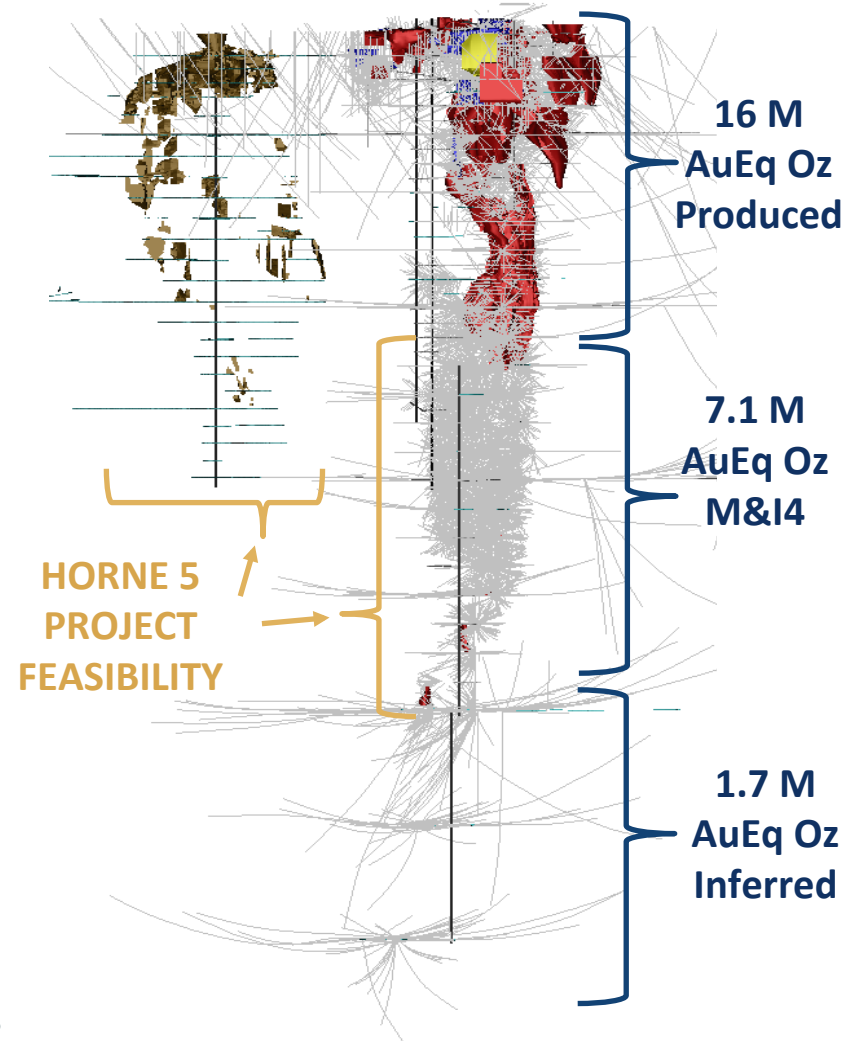 16 M
AuEq Oz
Produced
7.1 M
AuEq Oz
M&I4
HORNE 5
PROJECT
FEASIBILITY
1.7 M
AuEq Oz
Inferred